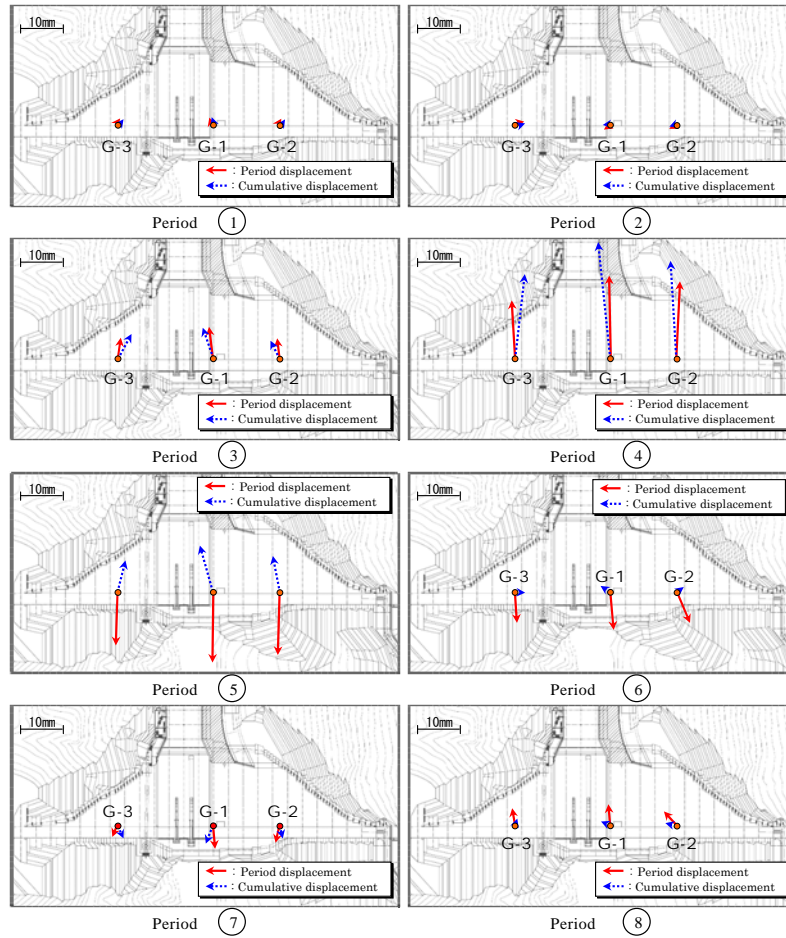 10mm
G-3 G-1 G-2
: Period displacement
: Cumulative displacement
Period 1
10mm
G-3 G-1 G-2
: Period displacement
: Cumulative displacement
Period 2
10mm
G-3 G-1 G-2
: Period displacement
: Cumulative displacement
Period 3
10mm
G-3 G-1 G-2
: Period displacement
: Cumulative displacement
Period 4
: Period displacement
: Cumulative displacement
10mm
Period 5
: Period displacement
: Cumulative displacement
10mm
G-3 G-1 G-2
Period 6
10mm
G-3 G-1 G-2
: Period displacement
: Cumulative displacement
Period 7
10mm
G-3 G-1 G-2
: Period displacement
: Cumulative displacement
Period 8